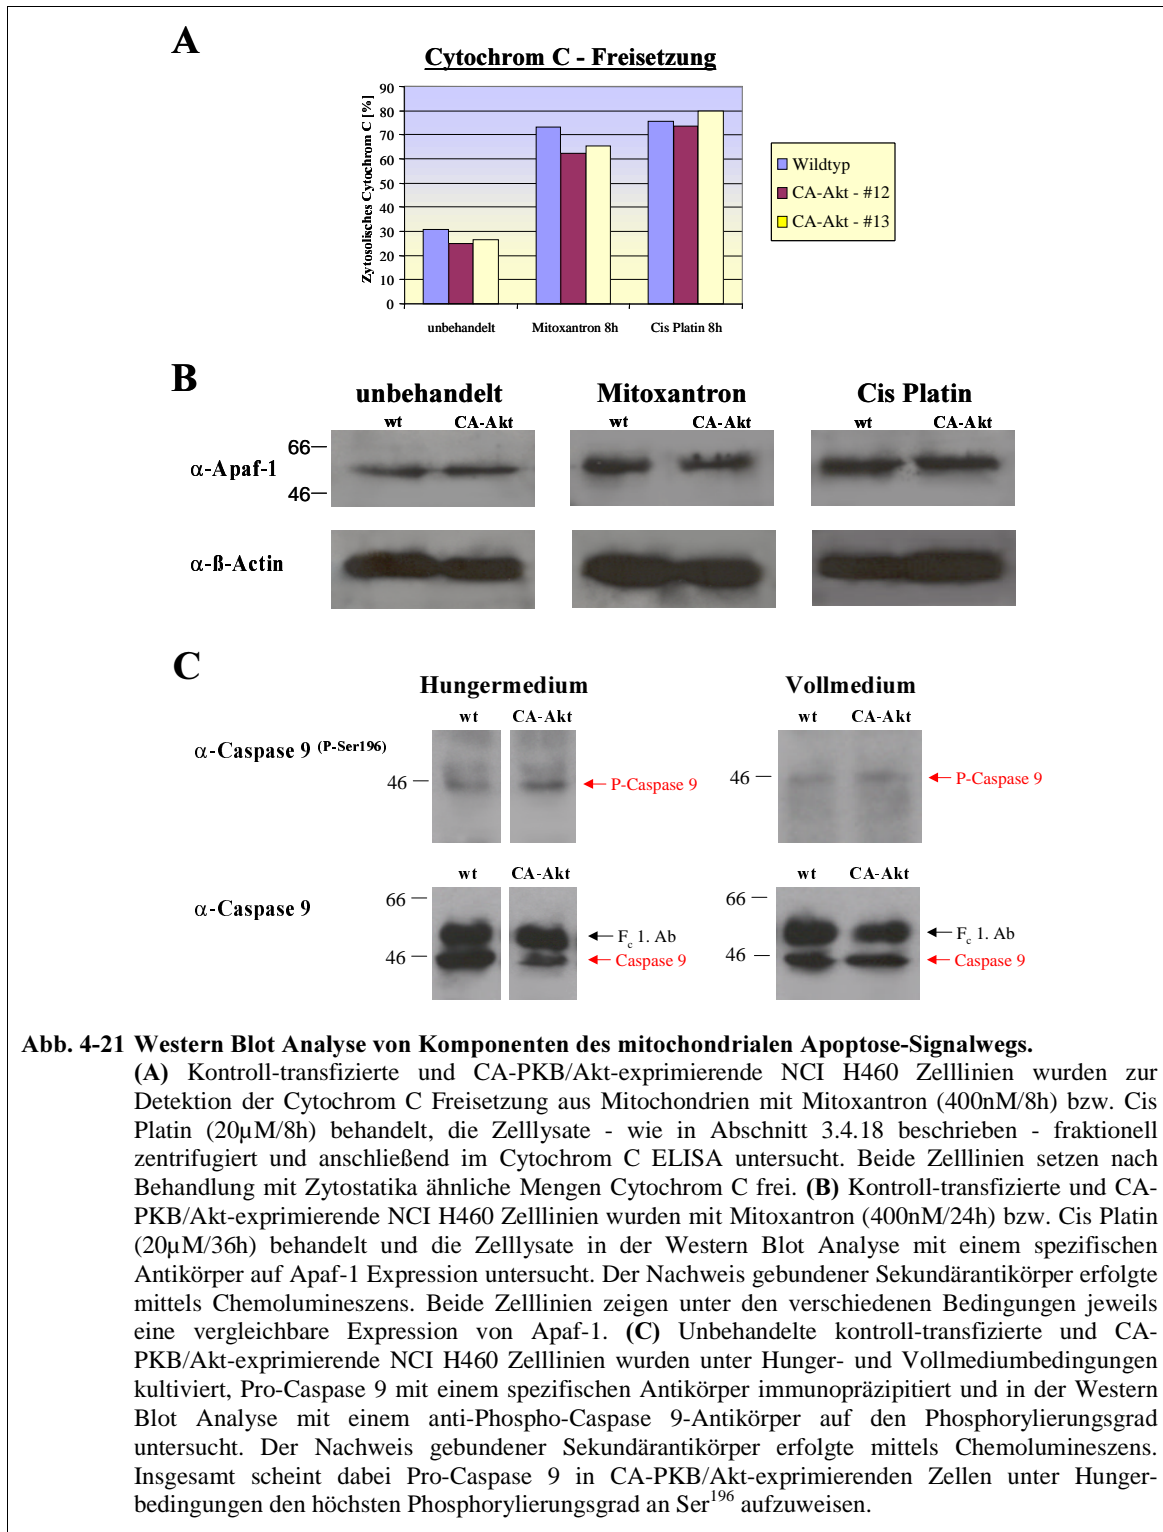 A
Cytochrom C - Freisetzung
Zytosolisches Cytochrom C [%]
90
80
70
60
50
40
30
20
10
0
unbehandelt Mitoxantron 8h Cis Platin 8h
Wildtyp
CA-Akt - #12
CA-Akt - #13
B
unbehandelt Mitoxantron Cis Platin
wt CA-Akt wt CA-Akt wt CA-Akt
66
α-Apaf-1
46
α-ß-Actin
C
Hungermedium Vollmedium
wt CA-Akt wt CA-Akt
α-Caspase 9 (P-Ser196)
46 P-Caspase 9 46 P-Caspase 9
wt CA-Akt wt CA-Akt
66 66
α-Caspase 9
Fc 1. Ab Fc 1. Ab
46 Caspase 9 46 Caspase 9
Abb. 4-21 Western Blot Analyse von Komponenten des mitochondrialen Apoptose-Signalwegs.
(A) Kontroll-transfizierte und CA-PKB/Akt-exprimierende NCI H460 Zelllinien wurden zur
Detektion der Cytochrom C Freisetzung aus Mitochondrien mit Mitoxantron (400nM/8h) bzw. Cis
Platin (20µM/8h) behandelt, die Zelllysate - wie in Abschnitt 3.4.18 beschrieben - fraktionell
zentrifugiert und anschließend im Cytochrom C ELISA untersucht. Beide Zelllinien setzen nach
Behandlung mit Zytostatika ähnliche Mengen Cytochrom C frei. (B) Kontroll-transfizierte und CA-
PKB/Akt-exprimierende NCI H460 Zelllinien wurden mit Mitoxantron (400nM/24h) bzw. Cis Platin
(20µM/36h) behandelt und die Zelllysate in der Western Blot Analyse mit einem spezifischen
Antikörper auf Apaf-1 Expression untersucht. Der Nachweis gebundener Sekundärantikörper erfolgte
mittels Chemolumineszens. Beide Zelllinien zeigen unter den verschiedenen Bedingungen jeweils
eine vergleichbare Expression von Apaf-1. (C) Unbehandelte kontroll-transfizierte und CA-
PKB/Akt-exprimierende NCI H460 Zelllinien wurden unter Hunger- und Vollmediumbedingungen
kultiviert, Pro-Caspase 9 mit einem spezifischen Antikörper immunopräzipitiert und in der Western
Blot Analyse mit einem anti-Phospho-Caspase 9-Antikörper auf den Phosphorylierungsgrad
untersucht. Der Nachweis gebundener Sekundärantikörper erfolgte mittels Chemolumineszens.
Insgesamt scheint dabei Pro-Caspase 9 in CA-PKB/Akt-exprimierenden Zellen unter Hunger-
bedingungen den höchsten Phosphorylierungsgrad an Ser196 aufzuweisen.